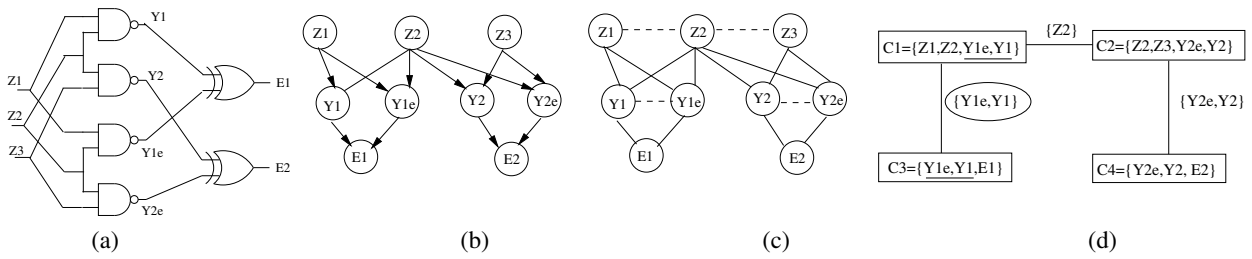 Y1
Z1
Y2
E1
Z2
Y1e
Z3
E2
Y2e
(a)
Z1
Z2
Z3
Y1
Y1e
Y2
Y2e
E1
E2
(b)
Z1
Z2
Z3
Y1
Y1e
Y2
Y2e
E1
E2
(c)
{Z2}
C1={Z1,Z2,Y1e,Y1}
C2={Z2,Z3,Y2e,Y2}
{Y1e,Y1}
{Y2e,Y2}
C3={Y1e,Y1,E1}
C4={Y2e,Y2, E2}
(d)